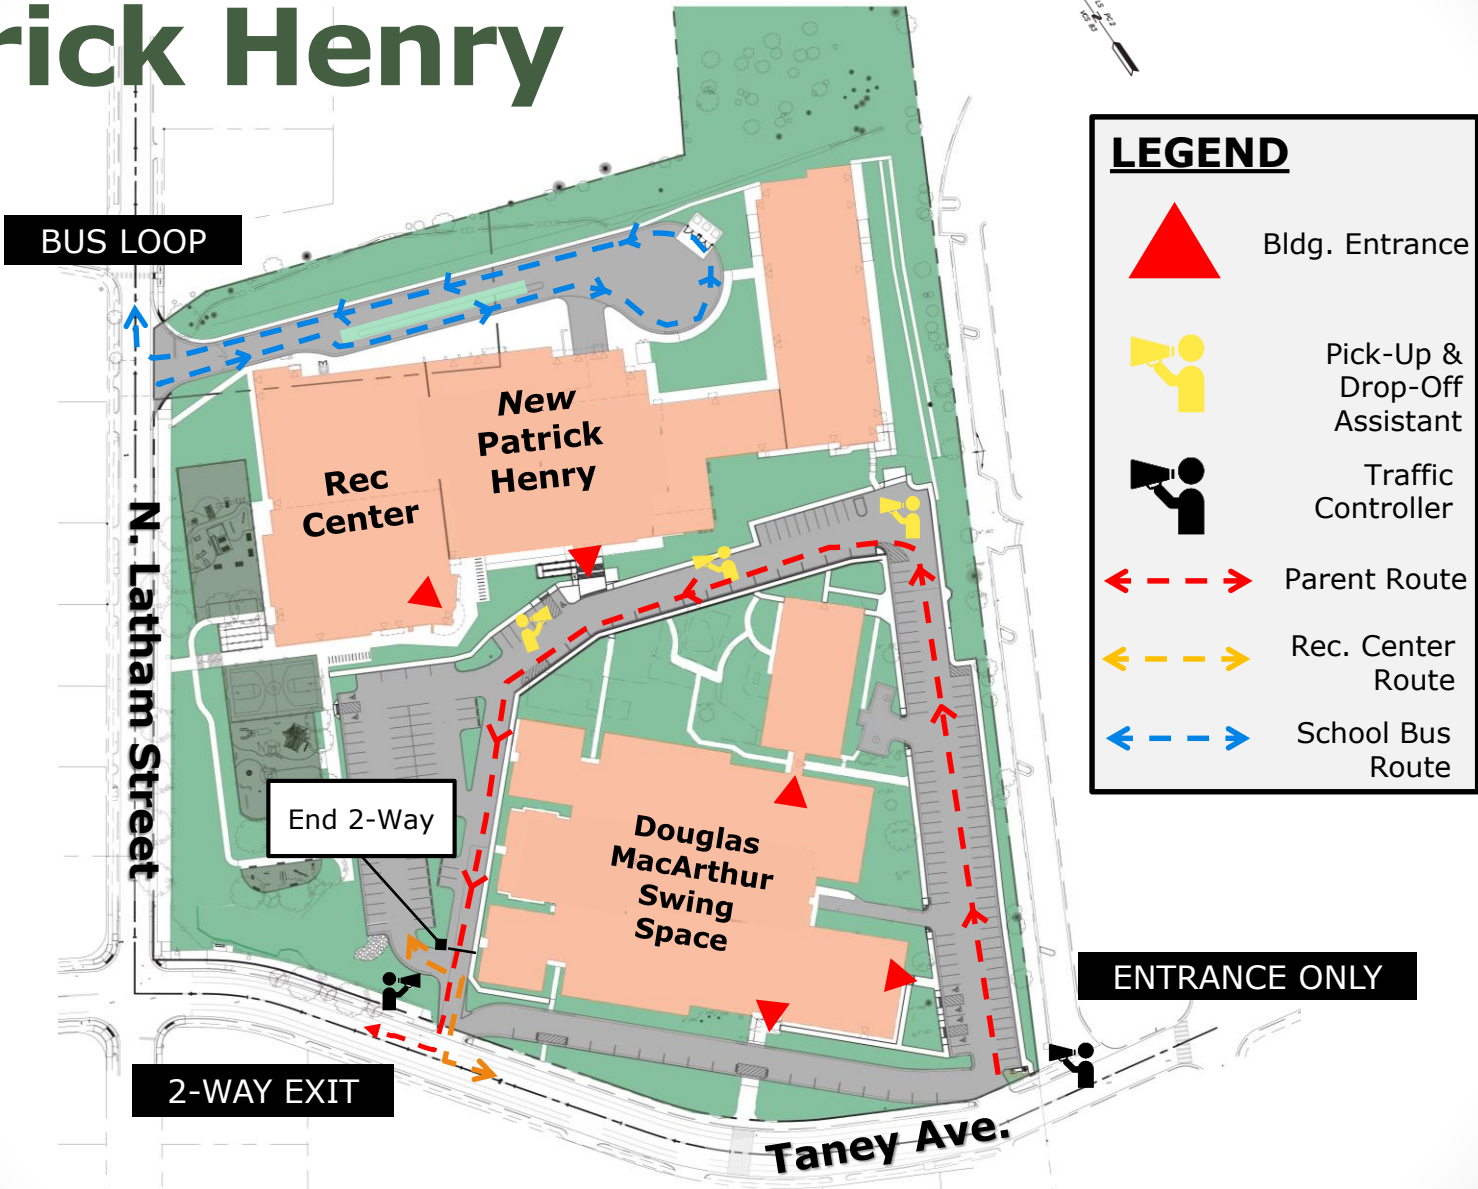 rick Henry
BUS LOOP
LEGEND
Bldg. Entrance
Pick-Up &
Drop-Off
Assistant
Traffic
Controller
Parent Route
Rec. Center
Route
School Bus
Route
New
Patrick
Henry
Rec
Center
N. Latham Street
End 2-Way
Douglas
MacArthur
Swing
Space
ENTRANCE ONLY
2-WAY EXIT
Taney Ave.